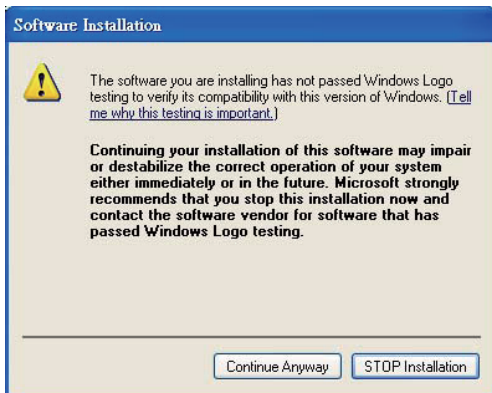 Software Installation
The software you are installing has not passed Windows Logo
testing to verify its compatibility with this version of Windows. (Tell
me why this testing is important.)
Continuing your installation of this software may impair
or destabilize the correct operation of your system
either immediately or in the future. Microsoft strongly
recommends that you stop this installation now and
contact the software vendor for software that has
passed Windows Logo testing.
Continue Anyway
STOP Installation